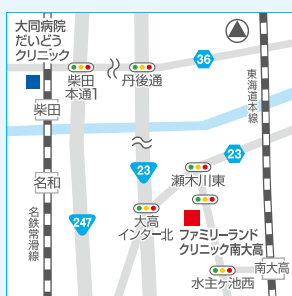 大同病院
だいどう
クリニック
柴田
本通1
丹後通
36
東海道本線
柴田
23
名和
23
瀬木川東
247
大高
インター北
ファミリーランド
クリニック南大高
名鉄常滑線
南大高
水主ヶ池西